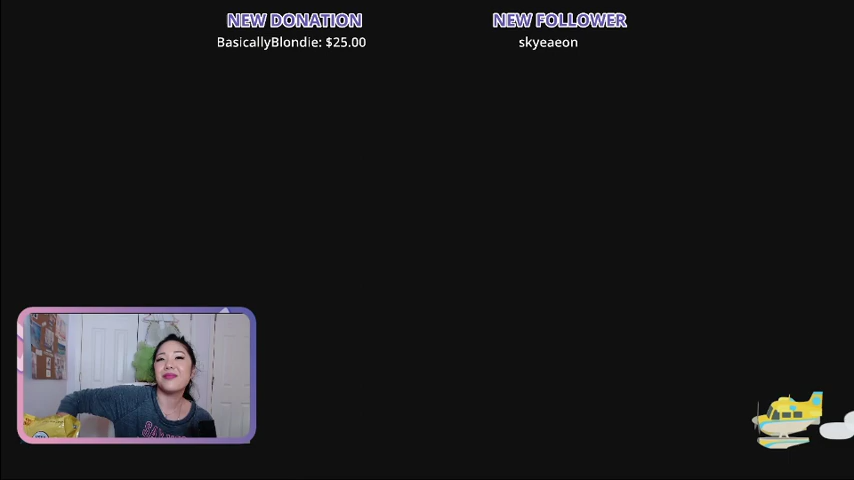 NEW DONATION
BasicallyBlondie: $25.00
NEW FOLLOWER
skyeaeon